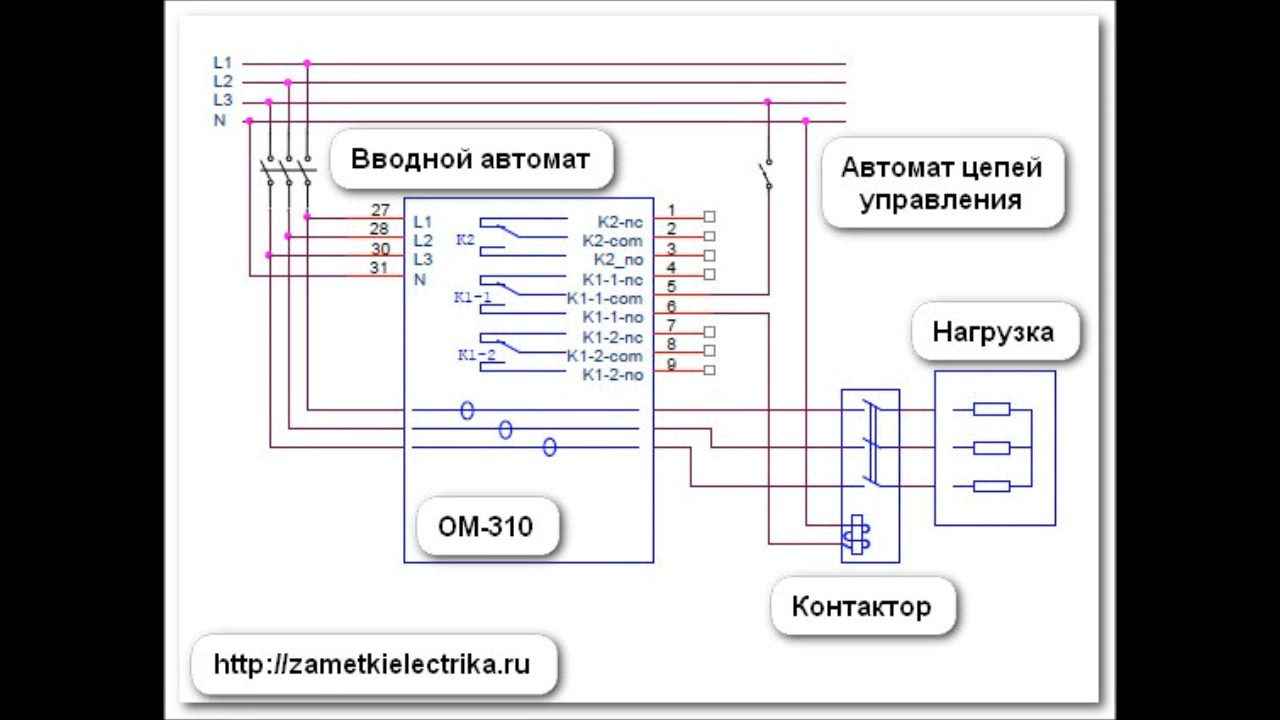 L1
L2
L3
N
Вводной автомат
Автомат цепей
управления
27
28
30
31
L1
L2
L3
N
K2
K1-1
K1-2
K2-nc
K2-com
K2_no
K1-1-nc
K1-1-com
K1-1-no
K1-2-nc
K1-2-com
K1-2-no
1
2
3
4
5
6
7
8
9
Нагрузка
ОМ-310
Контактор
http://zametkielectrika.ru